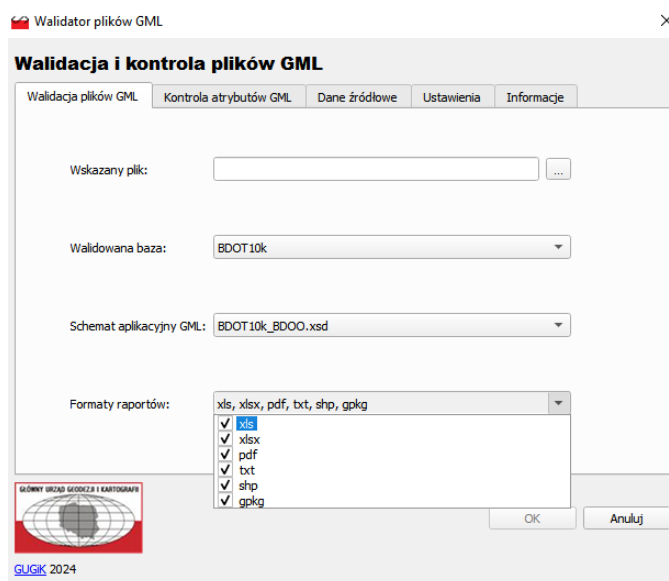 Walidator plików GML
Walidacja i kontrola plików GML
Walidacja plików GML Kontrola atrybutów GML Dane źródłowe Ustawienia Informacje
Wskazany plik: ...
Walidowana baza: BDOT10k
Schemat aplikacyjny GML: BDOT10k_BDOO.xsd
Formaty raportów: xls, xlsx, pdf, txt, shp, gpkg
xls
xlsx
pdf
txt
shp
gpkg
GŁÓWNY URZĄD GEODEZJI I KARTOGRAFII
OK Anuluj
GUGiK 2024